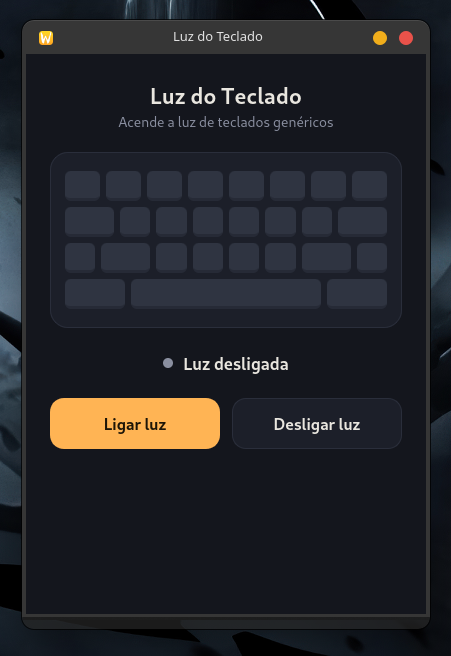 Luz do Teclado
Luz do Teclado
Acende a luz de teclados genéricos
Luz desligada
Ligar luz
Desligar luz